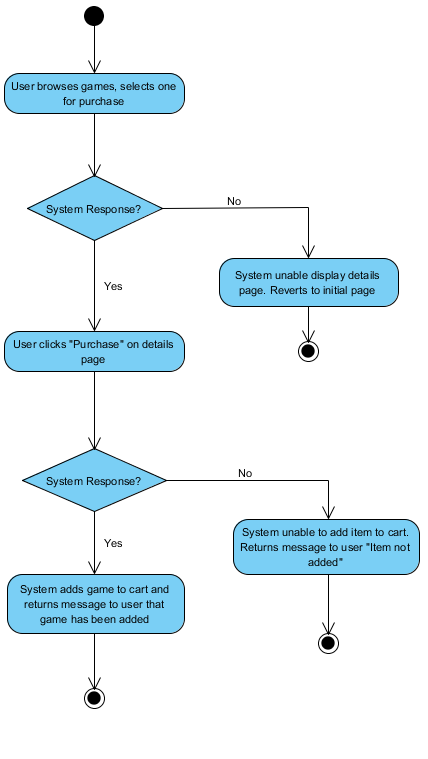 User browses games, selects one
for purchase
System Response?
No
System unable display details
page. Reverts to initial page
Yes
User clicks "Purchase" on details
page
System Response?
No
System unable to add item to cart.
Returns message to user "Item not
added"
Yes
System adds game to cart and
returns message to user that
game has been added